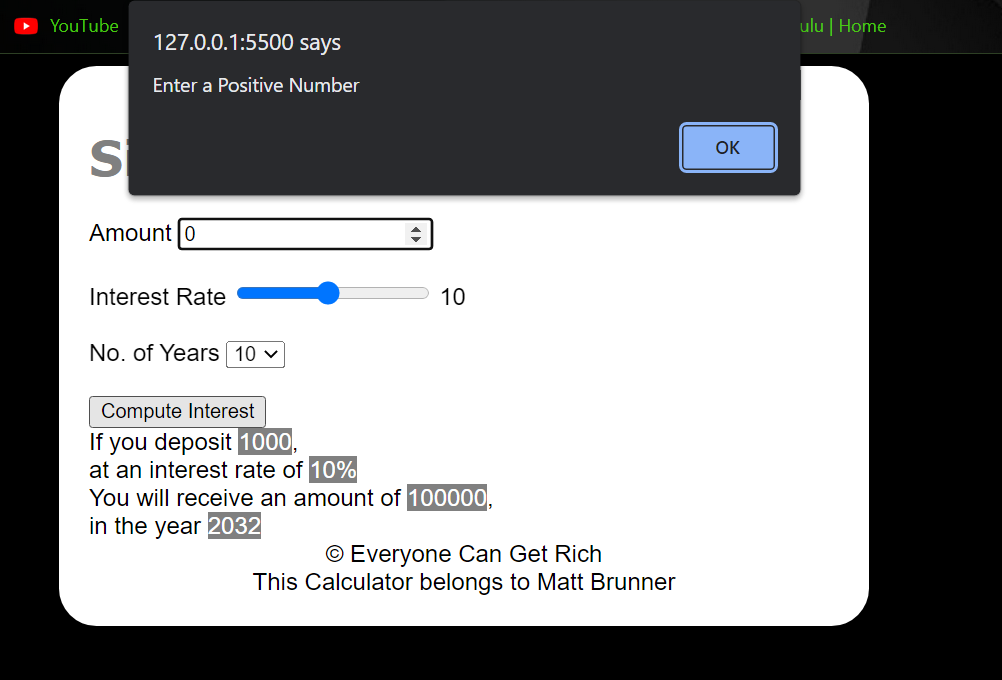 YouTube
ulu | Home
127.0.0.1:5500 says
Enter a Positive Number
OK
Amount 0
Interest Rate 10
No. of Years 10
Compute Interest
If you deposit 1000,
at an interest rate of 10%
You will receive an amount of 100000,
in the year 2032
© Everyone Can Get Rich
This Calculator belongs to Matt Brunner